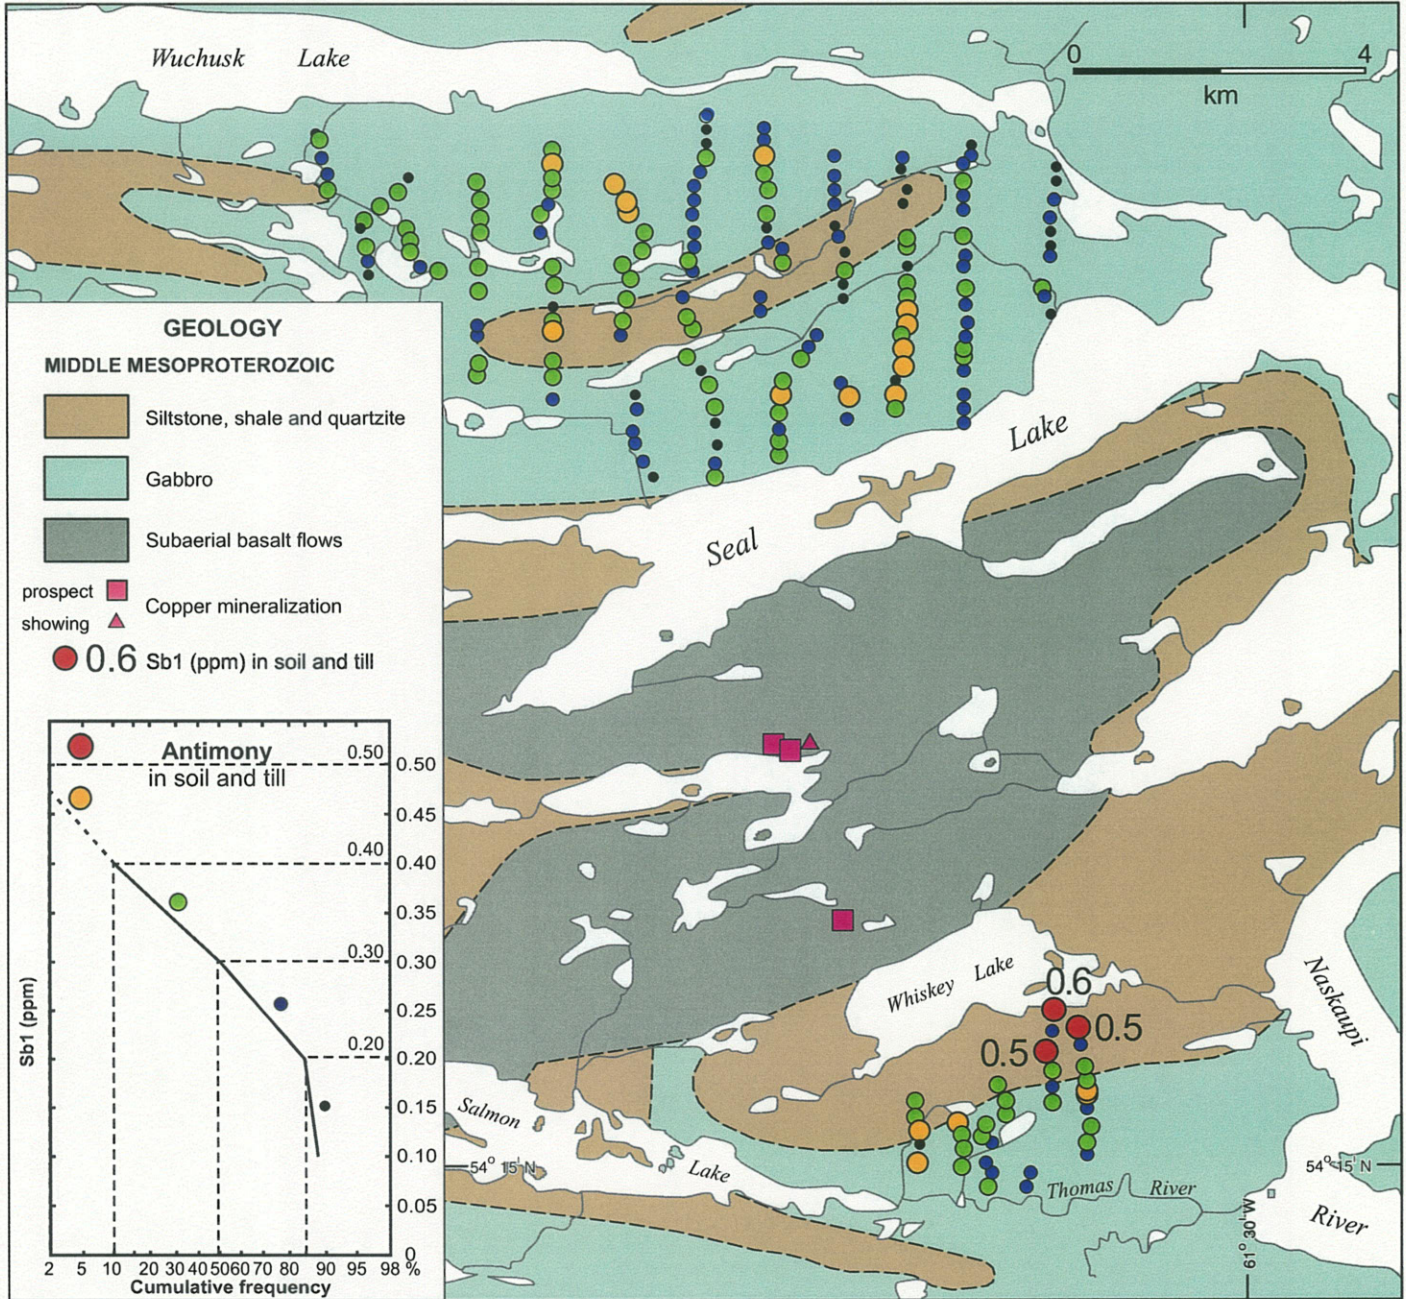 Wuchusk Lake
0 4
km
GEOLOGY
MIDDLE MESOPROTEROZOIC
Siltstone, shale and quartzite
Gabbro
Subaerial basalt flows
prospect
Copper mineralization
showing
0.6 Sb1 (ppm) in soil and till
Antimony
in soil and till
0.50
0.40
0.30
0.20
0.50
0.45
0.40
0.35
0.30
0.25
0.20
0.15
0.10
0.05
0
Sb1 (ppm)
2 5 10 20 30 40 50 60 70 80 90 95 98 %
Cumulative frequency
Lake
Seal
Whiskey Lake
0.6
0.5
0.5
Naskaupi
River
Salmon
Lake
54° 15' N
54° 15' N
Thomas River
61° 30' W